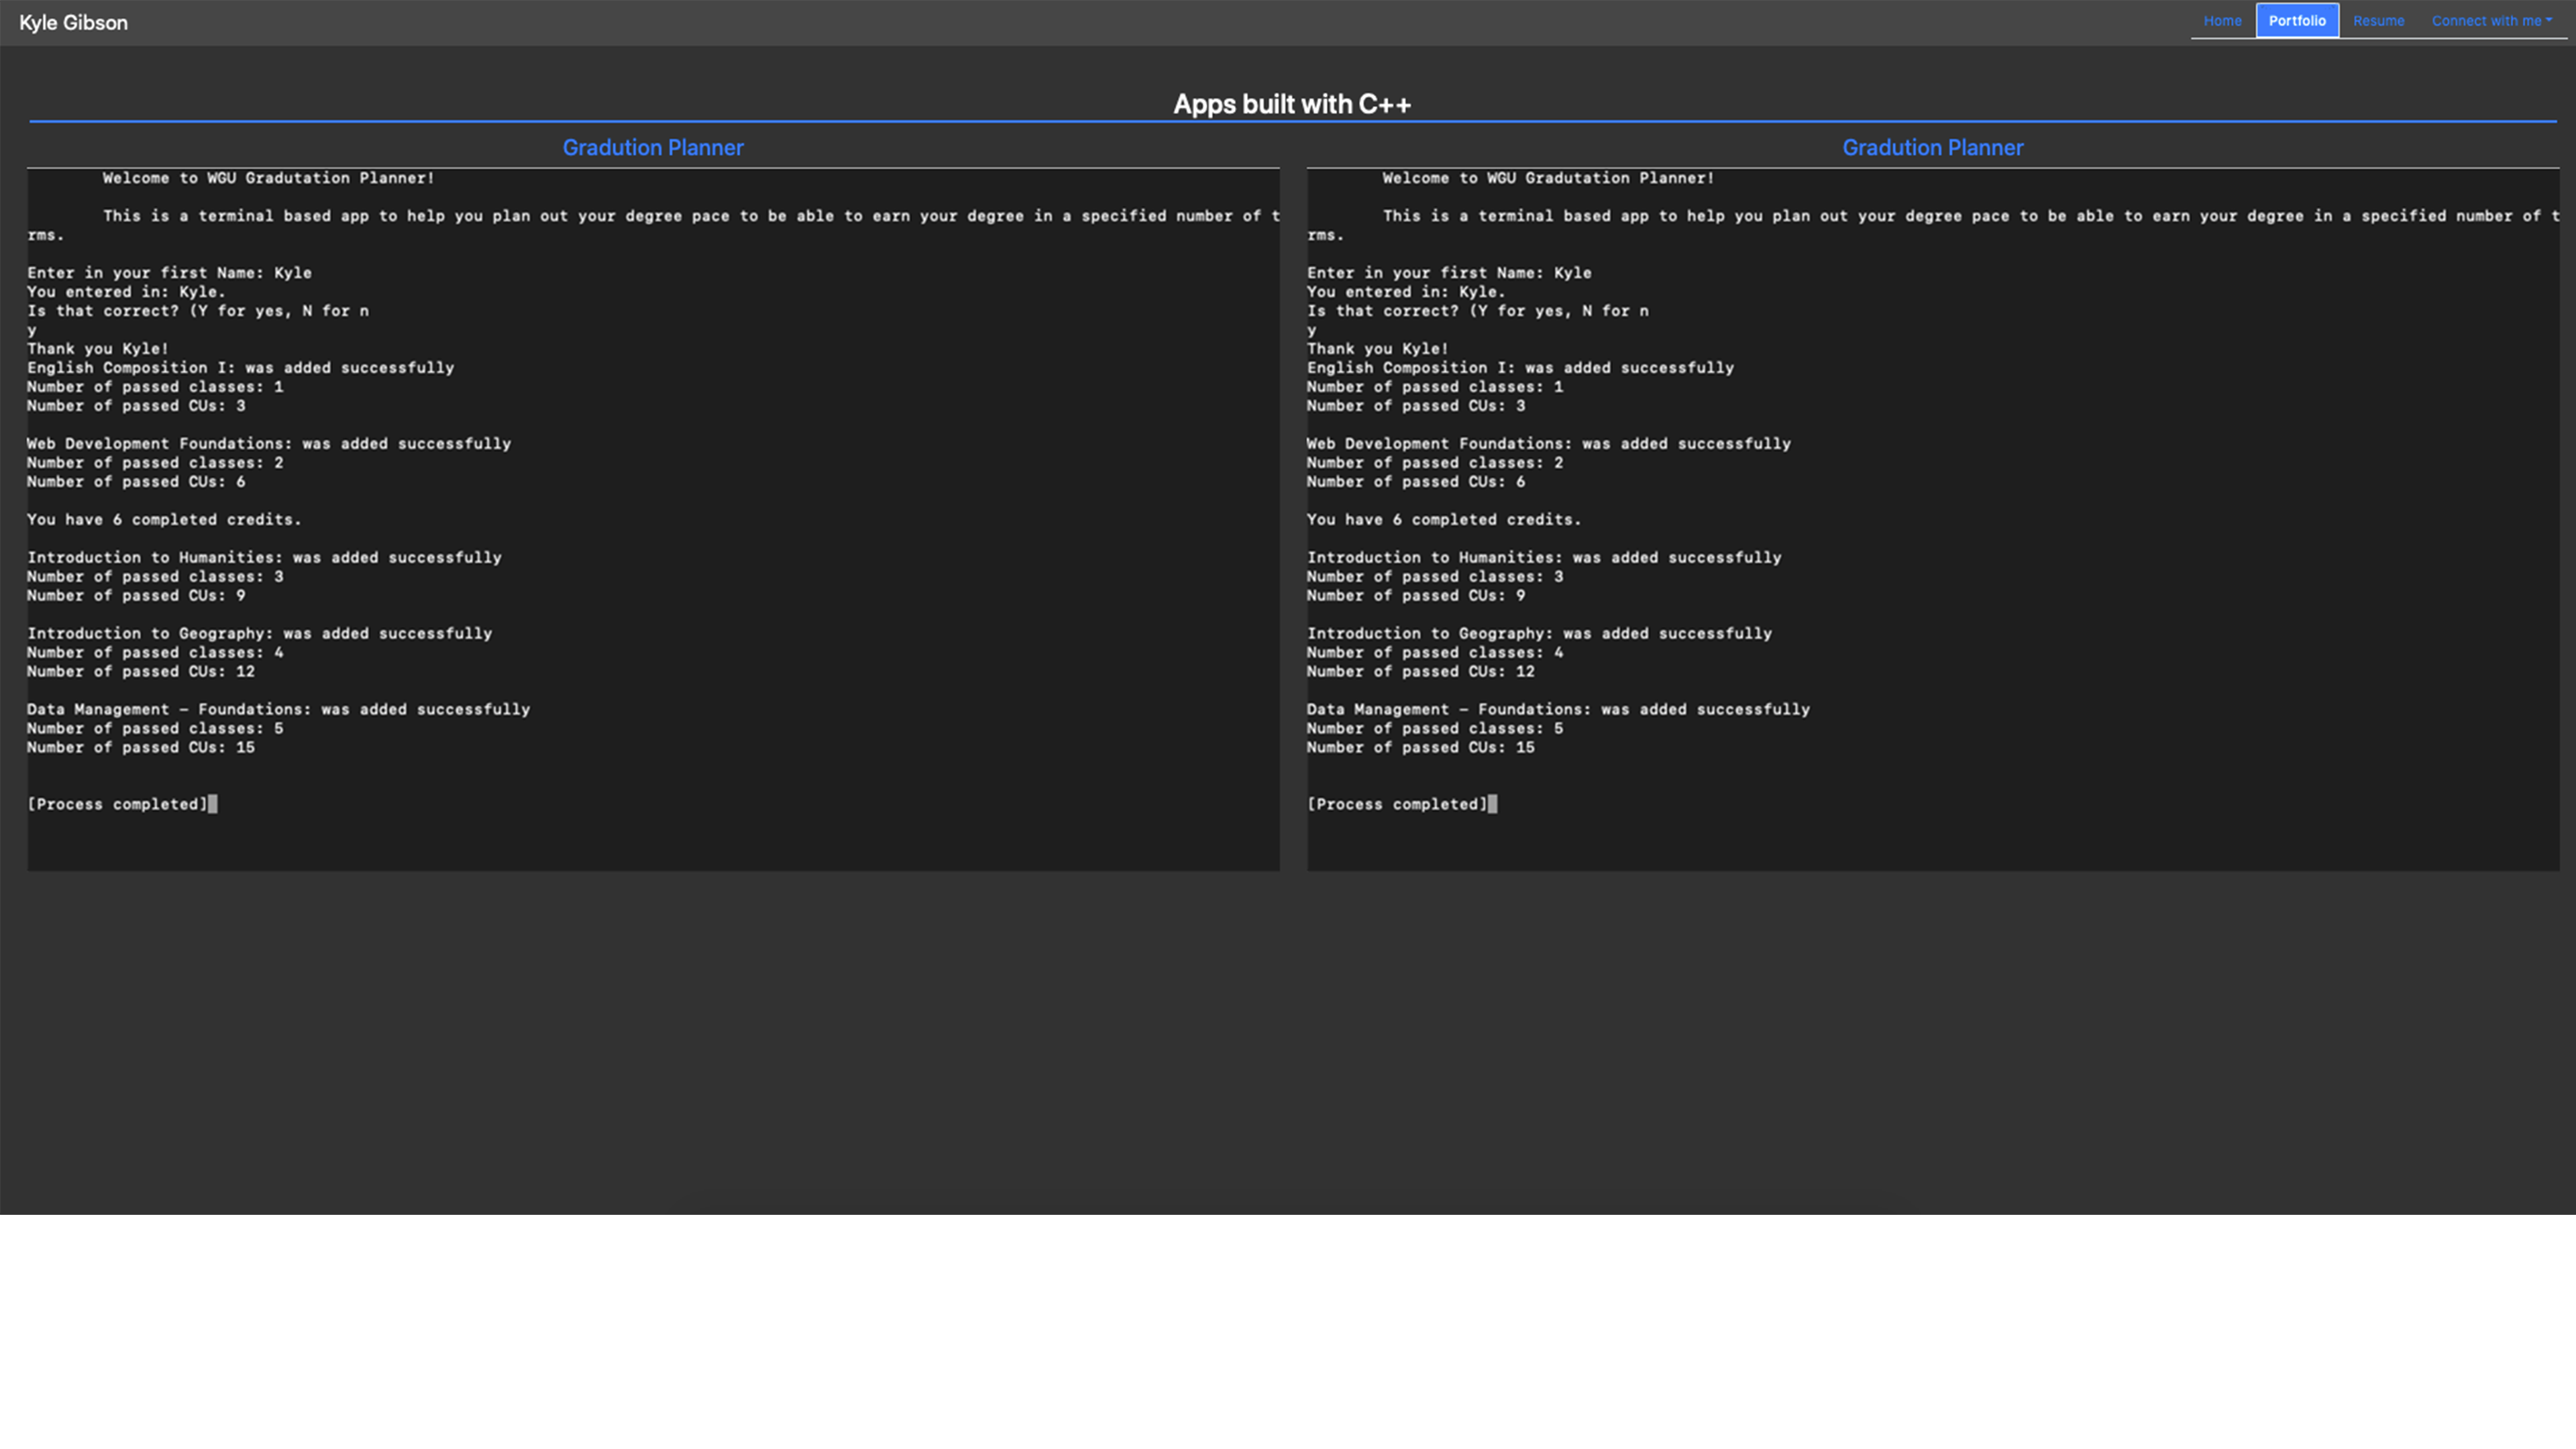 Kyle Gibson
Home Portfolio Resume Connect with me
Apps built with C++
Gradution Planner
Welcome to WGU Gradutation Planner!
This is a terminal based app to help you plan out your degree pace to be able to earn your degree in a specified number of t
rms.
Enter in your first Name: Kyle
You entered in: Kyle.
Is that correct? (Y for yes, N for n
y
Thank you Kyle!
English Composition I: was added successfully
Number of passed classes: 1
Number of passed CUs: 3
Web Development Foundations: was added successfully
Number of passed classes: 2
Number of passed CUs: 6
You have 6 completed credits.
Introduction to Humanities: was added successfully
Number of passed classes: 3
Number of passed CUs: 9
Introduction to Geography: was added successfully
Number of passed classes: 4
Number of passed CUs: 12
Data Management – Foundations: was added successfully
Number of passed classes: 5
Number of passed CUs: 15
[Process completed]
Gradution Planner
Welcome to WGU Gradutation Planner!
This is a terminal based app to help you plan out your degree pace to be able to earn your degree in a specified number of t
rms.
Enter in your first Name: Kyle
You entered in: Kyle.
Is that correct? (Y for yes, N for n
y
Thank you Kyle!
English Composition I: was added successfully
Number of passed classes: 1
Number of passed CUs: 3
Web Development Foundations: was added successfully
Number of passed classes: 2
Number of passed CUs: 6
You have 6 completed credits.
Introduction to Humanities: was added successfully
Number of passed classes: 3
Number of passed CUs: 9
Introduction to Geography: was added successfully
Number of passed classes: 4
Number of passed CUs: 12
Data Management – Foundations: was added successfully
Number of passed classes: 5
Number of passed CUs: 15
[Process completed]